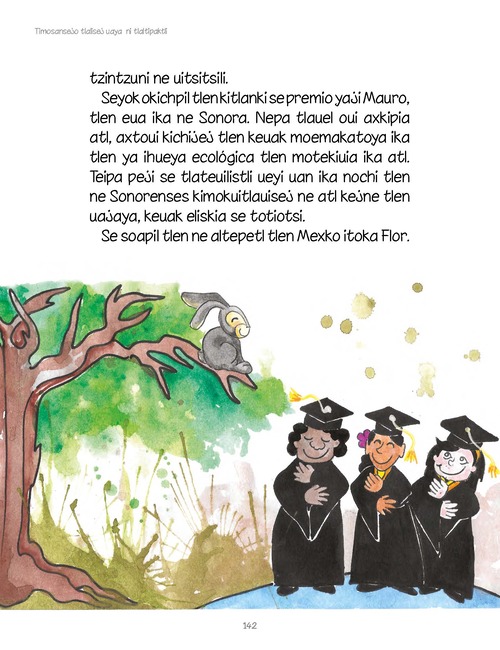 Timosansejo tlalisej uaya ni tlaltipaktli
tzintzuni ne uitsitsili.
Seyok okichpil tlen kitlanki se premio yaji Mauro,
tlen eua ika ne Sonora. Nepa tlauel oui axkipia
atl, axtoui kichijej tlen keuak moemakatoya ika
tlen ya ihueya ecológica tlen motekiuia ika atl.
Teipa peji se tlateuilistli ueyi uan ika nochi tlen
ne Sonorenses kimokuitlauisej ne atl kejne tlen
uajaya, keuak eliskia se totiotsi.
Se soapil tlen ne altepetl tlen Mexko itoka Flor.
142